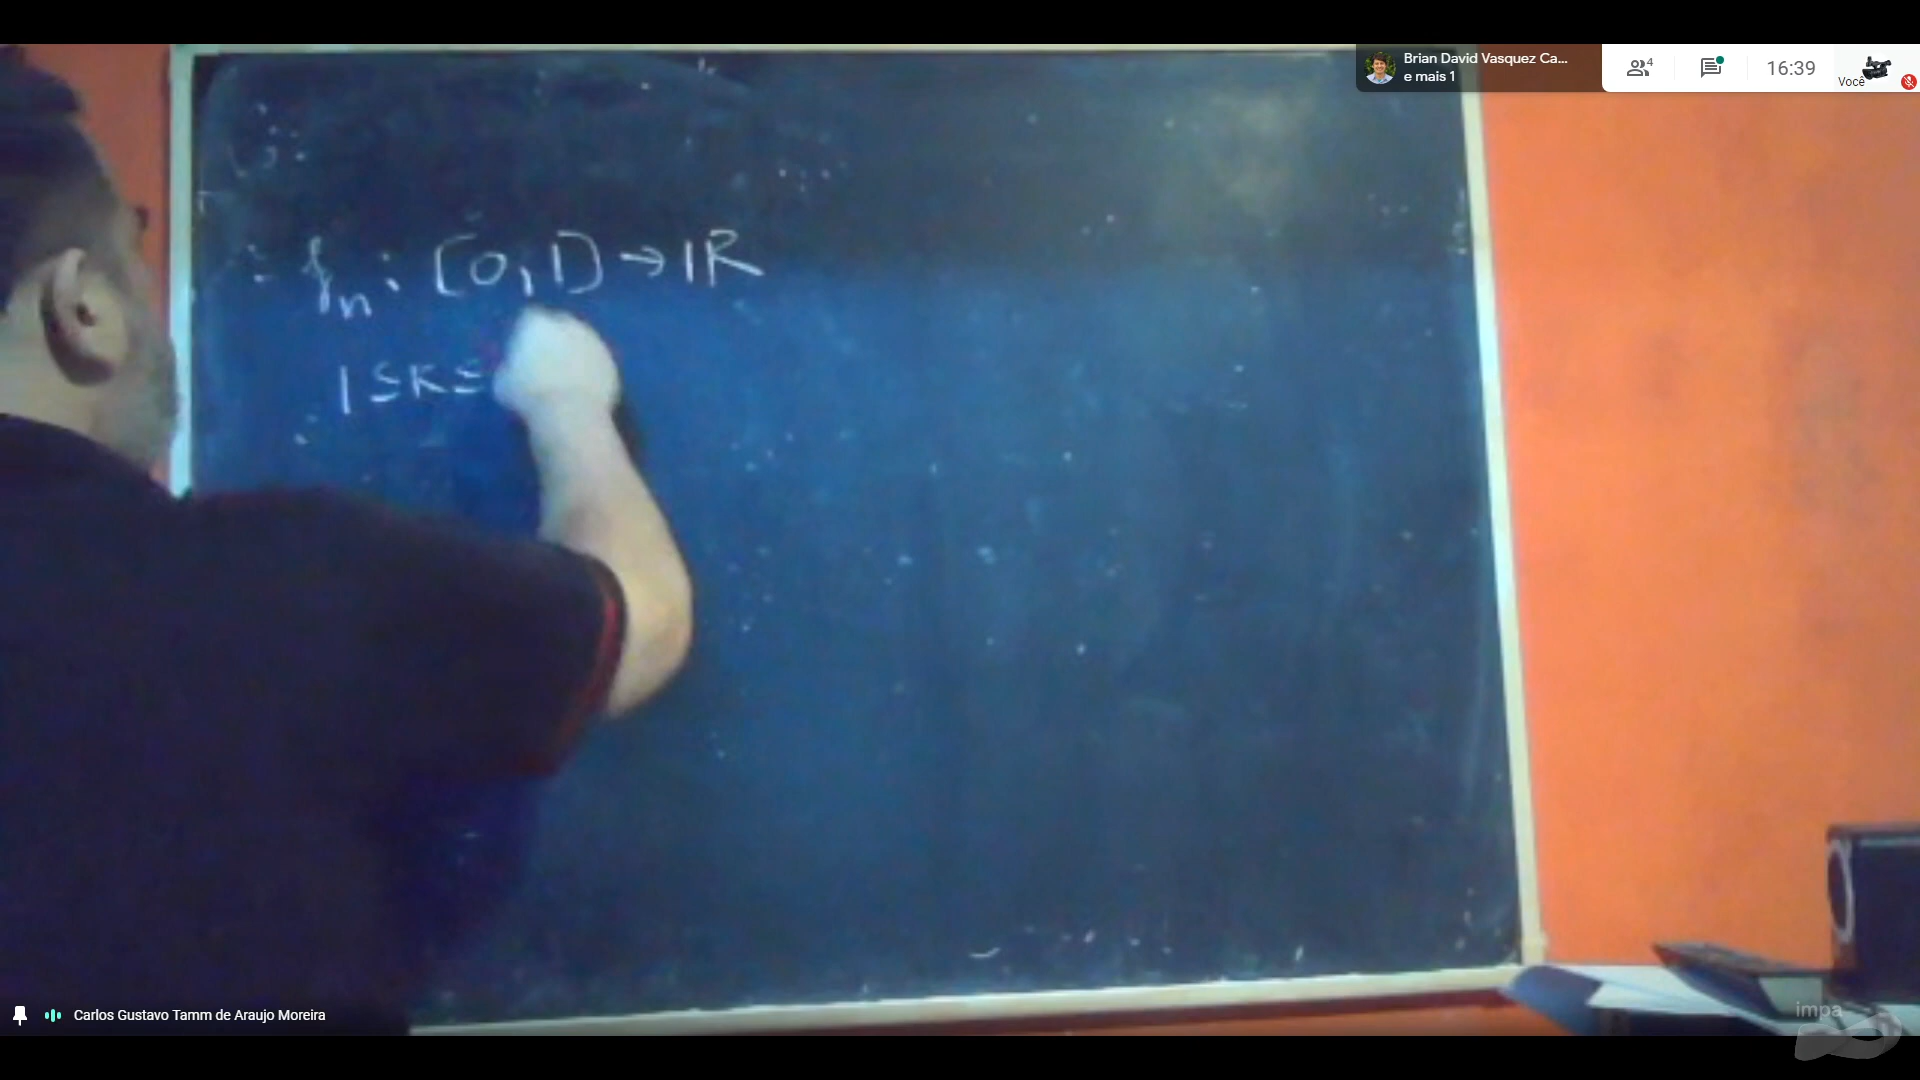 Brian David Vasquez Ca...
e mais 1
4
16:39
Você
fn : [0,1] → IR
1 ≤ K ≤
Carlos Gustavo Tamm de Araujo Moreira
impa